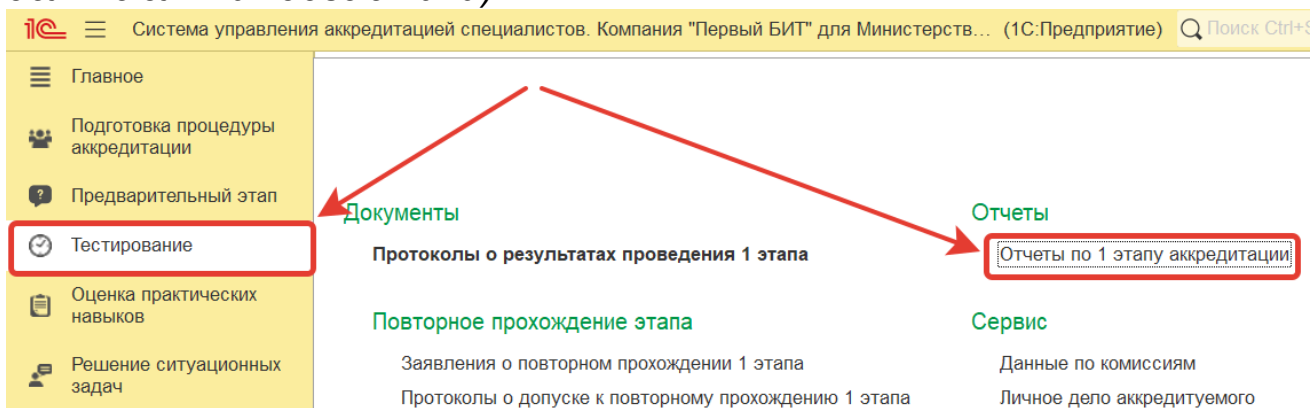 Система управления аккредитацией специалистов. Компания "Первый БИТ" для Министерств... (1С:Предприятие) Поиск Ctrl+S
Главное
Подготовка процедуры
аккредитации
Предварительный этап
Тестирование
Оценка практических
навыков
Решение ситуационных
задач
Документы
Протоколы о результатах проведения 1 этапа
Повторное прохождение этапа
Заявления о повторном прохождении 1 этапа
Протоколы о допуске к повторному прохождению 1 этапа
Отчеты
Отчеты по 1 этапу аккредитации
Сервис
Данные по комиссиям
Личное дело аккредитуемого